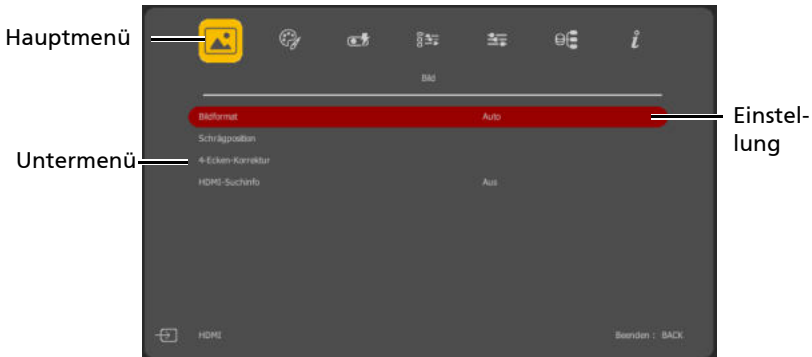 Hauptmenü
Bild
Bildformat Auto
Einstel-
lung
Schrägposition
Untermenü
4-Ecken-Korrektur
HDMI-Suchinfo Aus
HDMI Beenden : BACK